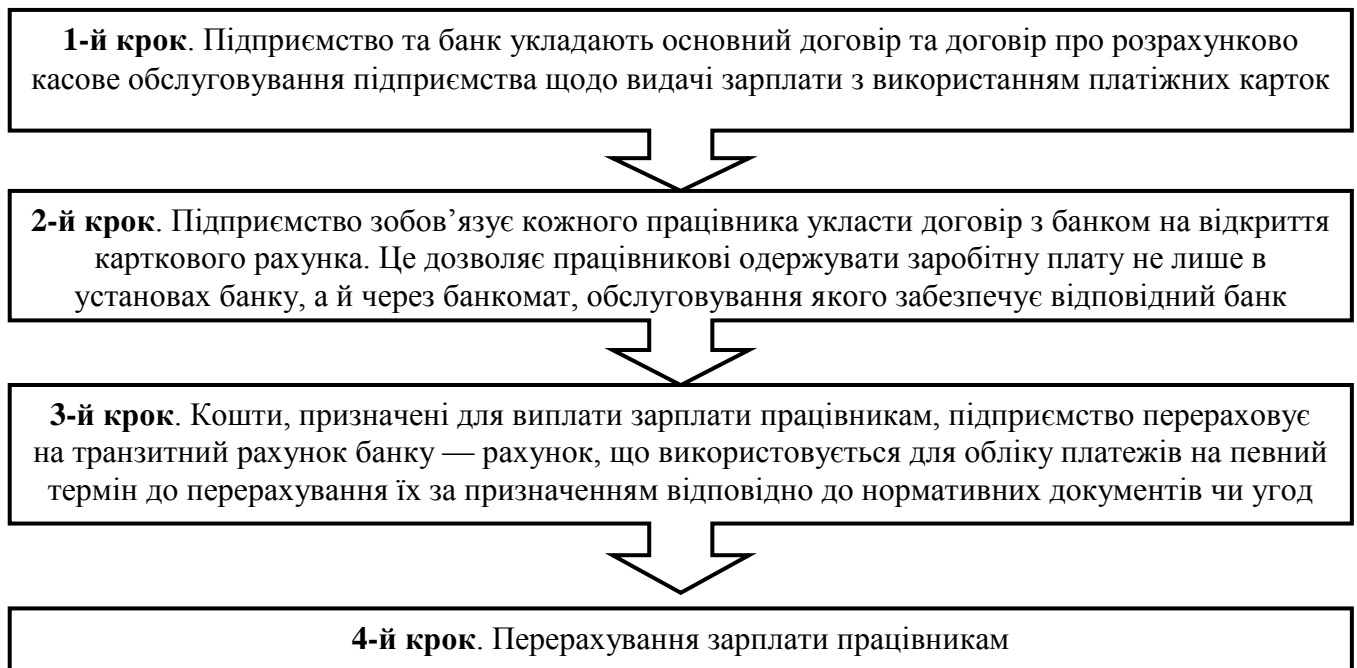 1-й крок. Підприємство та банк укладають основний договір та договір про розрахунково
касове обслуговування підприємства щодо видачі зарплати з використанням платіжних карток
2-й крок. Підприємство зобов’язує кожного працівника укласти договір з банком на відкриття
карткового рахунка. Це дозволяє працівникові одержувати заробітну плату не лише в
установах банку, а й через банкомат, обслуговування якого забезпечує відповідний банк
3-й крок. Кошти, призначені для виплати зарплати працівникам, підприємство перераховує
на транзитний рахунок банку — рахунок, що використовується для обліку платежів на певний
термін до перерахування їх за призначенням відповідно до нормативних документів чи угод
4-й крок. Перерахування зарплати працівникам